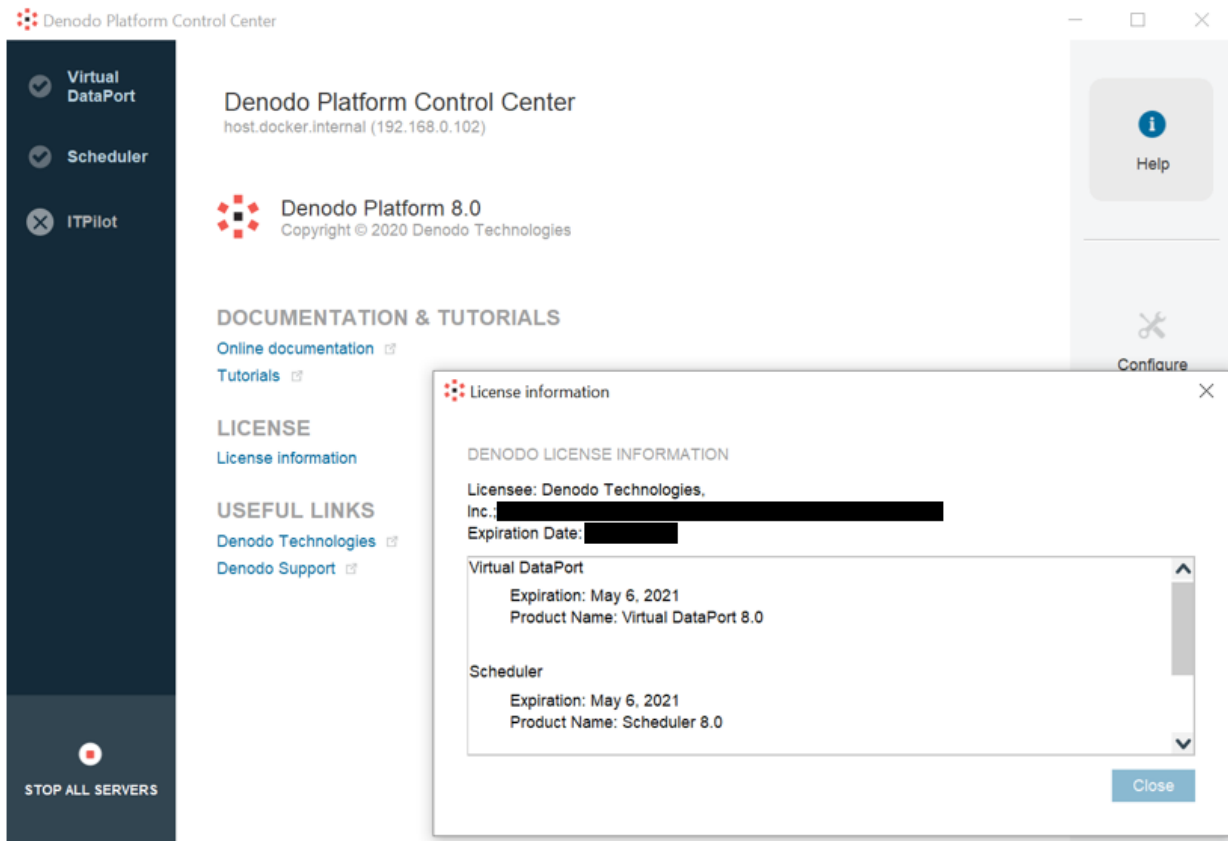 Denodo Platform Control Center
Virtual
DataPort
Scheduler
ITPilot
STOP ALL SERVERS
Denodo Platform Control Center
host.docker.internal (192.168.0.102)
Denodo Platform 8.0
Copyright © 2020 Denodo Technologies
DOCUMENTATION & TUTORIALS
Online documentation
Tutorials
LICENSE
License information
USEFUL LINKS
Denodo Technologies
Denodo Support
Help
Configure
License information
DENODO LICENSE INFORMATION
Licensee: Denodo Technologies,
Inc.;
Expiration Date:
Virtual DataPort
Expiration: May 6, 2021
Product Name: Virtual DataPort 8.0
Scheduler
Expiration: May 6, 2021
Product Name: Scheduler 8.0
Close